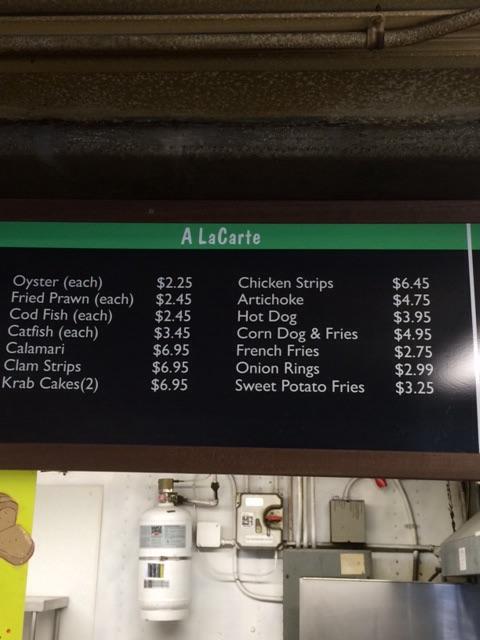 A LaCarte
Oyster (each) $2.25
Fried Prawn (each) $2.45
Cod Fish (each) $2.45
Catfish (each) $3.45
Calamari $6.95
Clam Strips $6.95
Krab Cakes(2) $6.95
Chicken Strips $6.45
Artichoke $4.75
Hot Dog $3.95
Corn Dog & Fries $4.95
French Fries $2.75
Onion Rings $2.99
Sweet Potato Fries $3.25